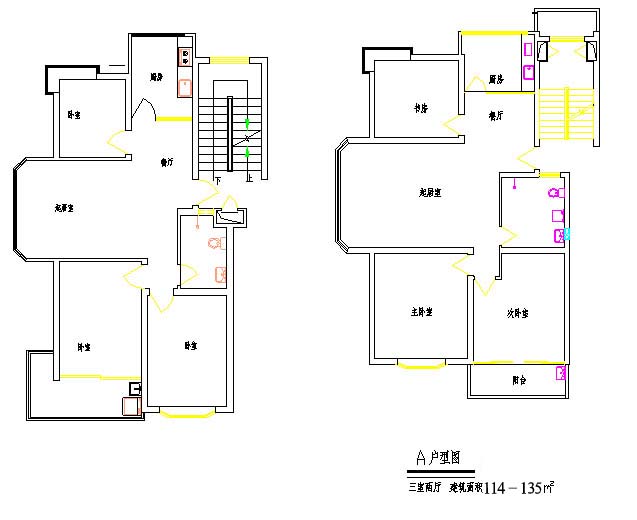 厨房
卧室
餐厅
下
上
起居室
卧室
卧室
厨房
书房
餐厅
起居室
主卧室
次卧室
阳台
A户型图
三室两厅 建筑面积114-135㎡